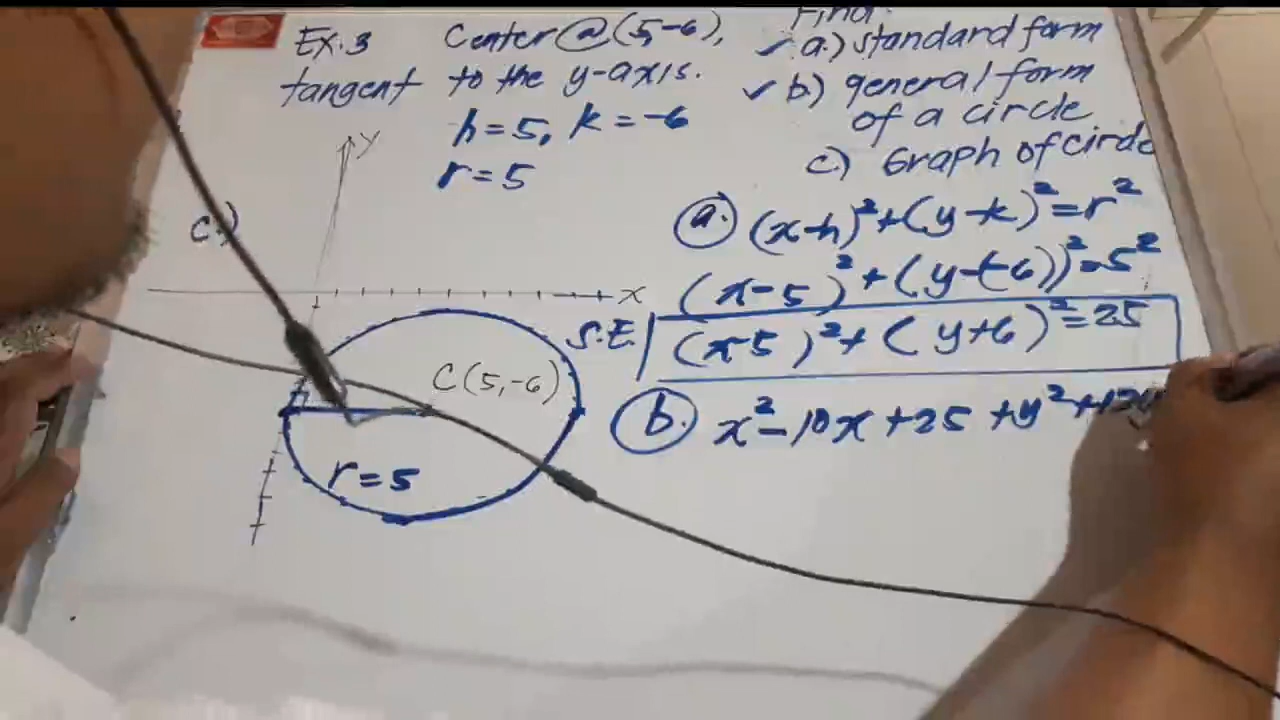 Ex.3 Center @ (5,-6),
tangent to the y-axis.
h=5, k=-6
r=5
Find:
✓ a.) standard form
✓ b.) general form
of a circle
c.) Graph of circle
a. (x-h)²+(y-k)²=r²
(x-5)²+(y-(-6))²=5²
S.E. (x-5)²+(y+6)²=25
b. x²-10x+25+y²+12y
c.)
y
x
C(5,-6)
r=5